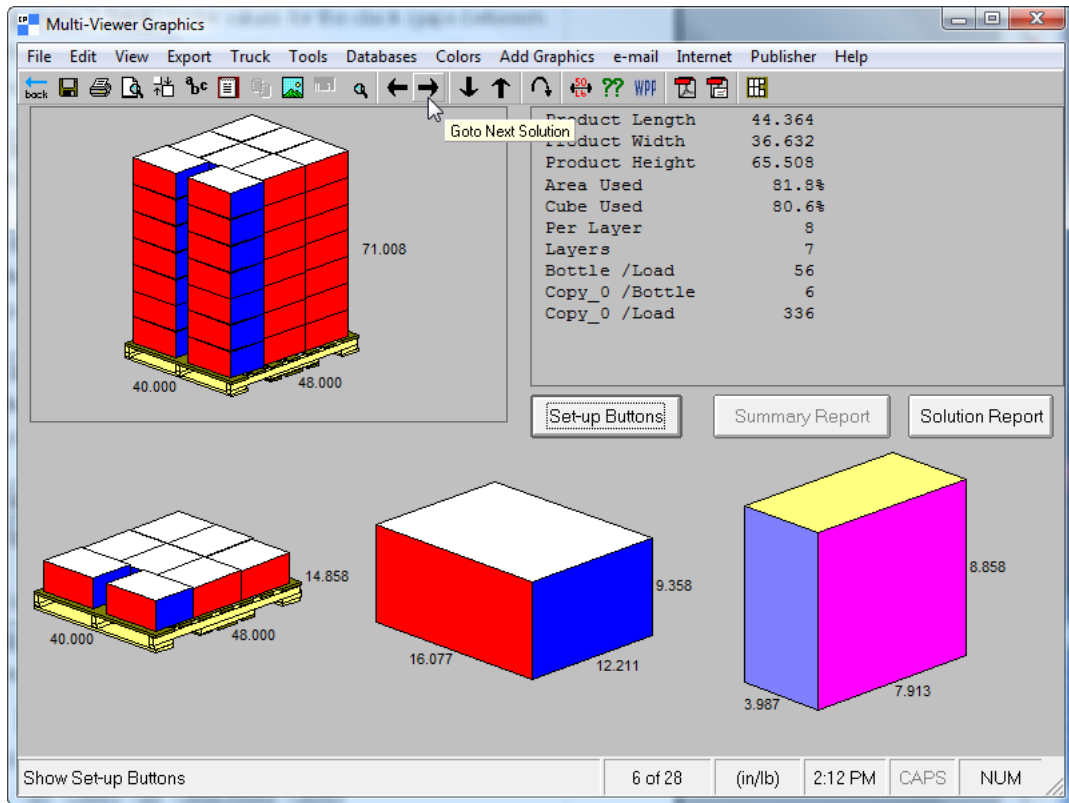 Multi-Viewer Graphics
File Edit View Export Truck Tools Databases Colors Add Graphics e-mail Internet Publisher Help
back abc 50 Lb ?? WPF
Goto Next Solution
Product Length 44.364
Product Width 36.632
Product Height 65.508
Area Used 81.8%
Cube Used 80.6%
Per Layer 8
Layers 7
Bottle /Load 56
Copy_0 /Bottle 6
Copy_0 /Load 336
71.008
40.000 48.000
Set-up Buttons Summary Report Solution Report
14.858
40.000 48.000
9.358
16.077 12.211
8.858
3.987 7.913
Show Set-up Buttons 6 of 28 (in/lb) 2:12 PM CAPS NUM